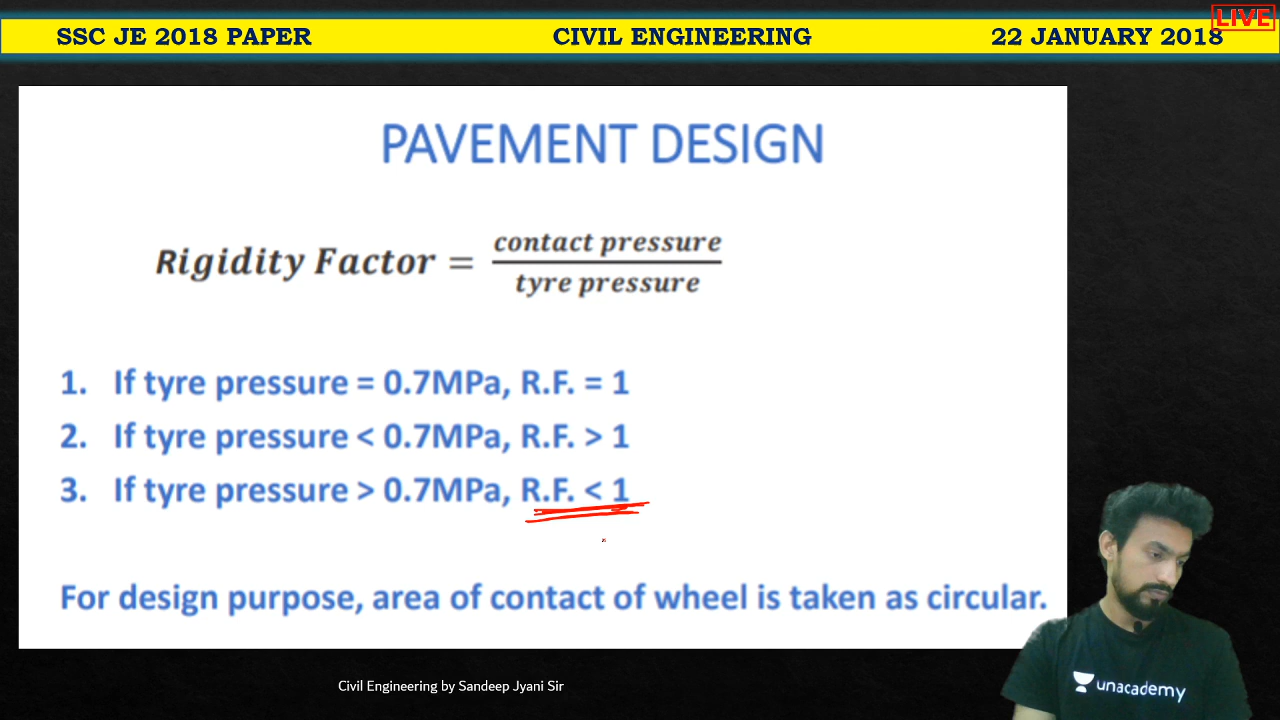 LIVE
SSC JE 2018 PAPER CIVIL ENGINEERING 22 JANUARY 2018
PAVEMENT DESIGN
Rigidity Factor = contact pressure
tyre pressure
1. If tyre pressure = 0.7MPa, R.F. = 1
2. If tyre pressure < 0.7MPa, R.F. > 1
3. If tyre pressure > 0.7MPa, R.F. < 1
For design purpose, area of contact of wheel is taken as circular.
Civil Engineering by Sandeep Jyani Sir
unacademy